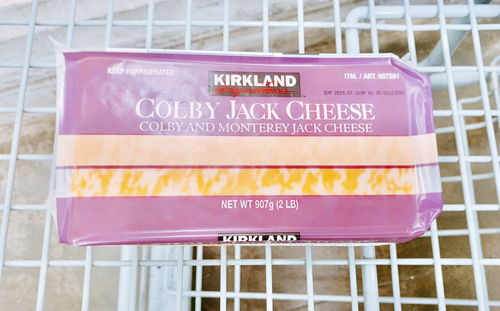 KEEP REFRIGERATED
KIRKLAND
Signature
ITM. / ART. 907591
COLBY JACK CHEESE
COLBY AND MONTEREY JACK CHEESE
NET WT 907g (2 LB)
KIRKLAND